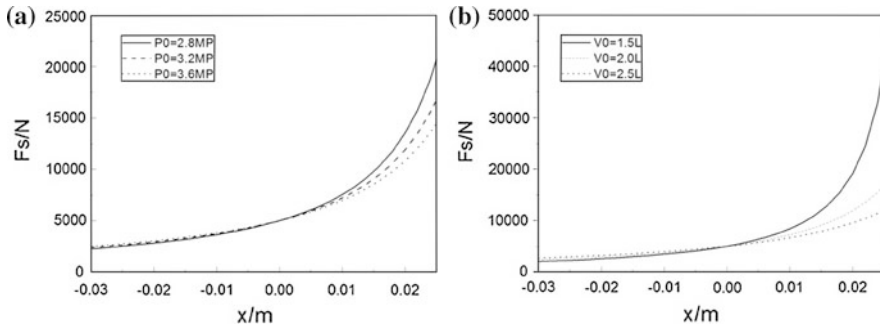 (a)
25000
20000
15000
10000
5000
0
Fs/N
P0=2.8MP
P0=3.2MP
P0=3.6MP
-0.03 -0.02 -0.01 0.00 0.01 0.02
x/m
(b)
50000
40000
30000
20000
10000
0
Fs/N
V0=1.5L
V0=2.0L
V0=2.5L
-0.03 -0.02 -0.01 0.00 0.01 0.02
x/m